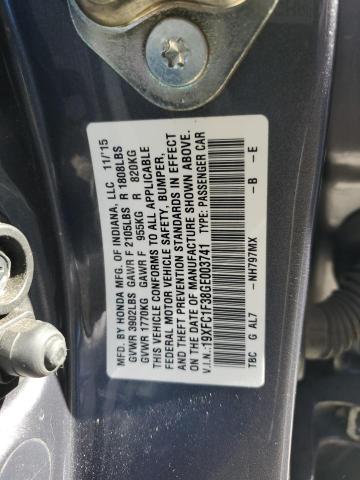 MFD. BY HONDA MFG. OF INDIANA, LLC 11/'15
GVWR 3902LBS GAWR F 2105LBS R 1808LBS
GVWR 1770KG GAWR F 955KG R 820KG
THIS VEHICLE CONFORMS TO ALL APPLICABLE
FEDERAL MOTOR VEHICLE SAFETY, BUMPER,
AND THEFT PREVENTION STANDARDS IN EFFECT
ON THE DATE OF MANUFACTURE SHOWN ABOVE.
V.I.N.: 19XFC1F38GE003741 TYPE: PASSENGER CAR
TBC G AL7 –NH797MX –B –E